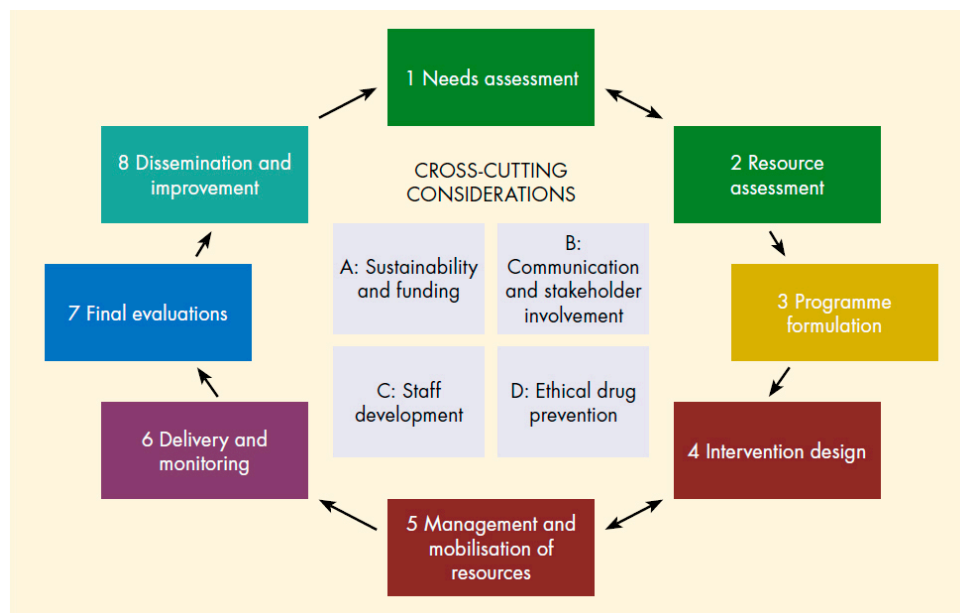 1 Needs assessment
2 Resource
assessment
3 Programme
formulation
4 Intervention design
5 Management and
mobilisation of
resources
6 Delivery and
monitoring
7 Final evaluations
8 Dissemination and
improvement
CROSS-CUTTING
CONSIDERATIONS
A: Sustainability
and funding
B:
Communication
and stakeholder
involvement
C: Staff
development
D: Ethical drug
prevention